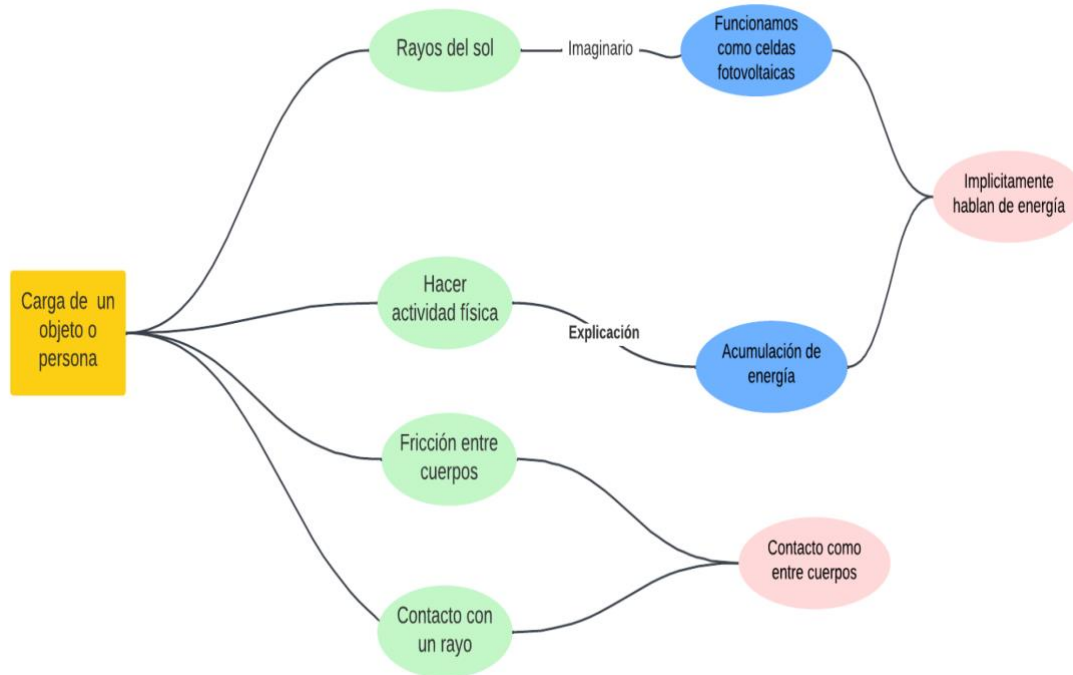 Rayos del sol
Imaginario
Funcionamos
como celdas
fotovoltaicas
Implicitamente
hablan de energía
Carga de un
objeto o
persona
Hacer
actividad física
Explicación
Acumulación de
energía
Fricción entre
cuerpos
Contacto como
entre cuerpos
Contacto con
un rayo